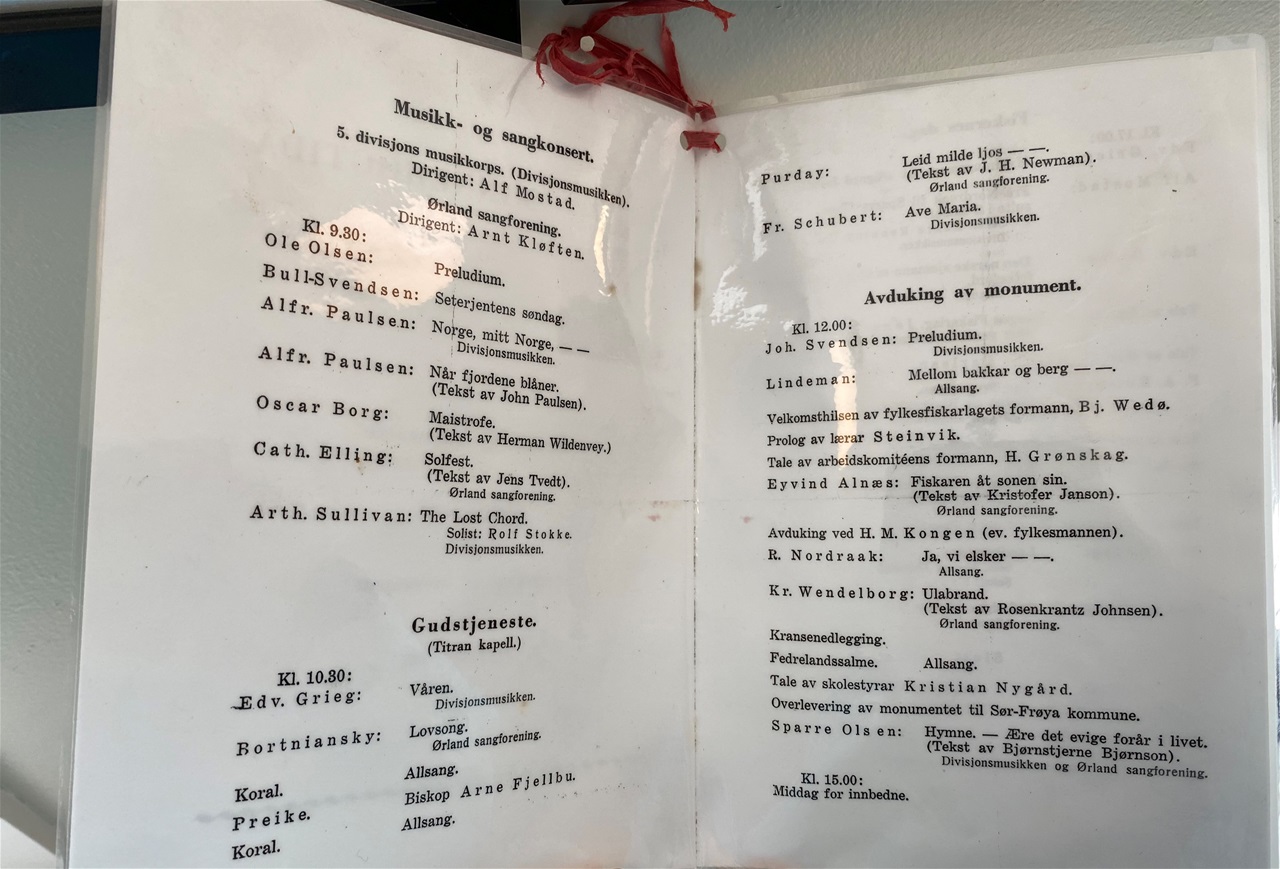 Musikk- og sangkonsert.
5. divisjons musikkorps. (Divisjonsmusikken).
Dirigent: Alf Mostad.
Ørland sangforening.
Dirigent: Arnt Kløften.
Kl. 9.30:
Ole Olsen: Preludium.
Bull-Svendsen: Seterjentens søndag.
Alfr. Paulsen: Norge, mitt Norge, — —
Divisjonsmusikken.
Alfr. Paulsen: Når fjordene blåner.
(Tekst av John Paulsen).
Oscar Borg: Maistrofe.
(Tekst av Herman Wildenvey.)
Cath. Elling: Solfest.
(Tekst av Jens Tvedt).
Ørland sangforening.
Arth. Sullivan: The Lost Chord.
Solist: Rolf Stokke.
Divisjonsmusikken.
Gudstjeneste.
(Titran kapell.)
Kl. 10.30:
Edv. Grieg: Våren.
Divisjonsmusikken.
Bortniansky: Lovsong.
Ørland sangforening.
Koral. Allsang.
Preike. Biskop Arne Fjellbu.
Koral. Allsang.
Purday: Leid milde ljos — —.
(Tekst av J. H. Newman).
Ørland sangforening.
Fr. Schubert: Ave Maria.
Divisjonsmusikken.
Avduking av monument.
Kl. 12.00:
Joh. Svendsen: Preludium.
Divisjonsmusikken.
Lindeman: Mellom bakkar og berg — —.
Allsang.
Velkomsthilsen av fylkesfiskarlagets formann, Bj. Wedø.
Prolog av lærar Steinvik.
Tale av arbeidskomitéens formann, H. Grønskag.
Eyvind Alnæs: Fiskaren åt sonen sin.
(Tekst av Kristofer Janson).
Ørland sangforening.
Avduking ved H. M. Kongen (ev. fylkesmannen).
R. Nordraak: Ja, vi elsker — —.
Allsang.
Kr. Wendelborg: Ulabrand.
(Tekst av Rosenkrantz Johnsen).
Ørland sangforening.
Kransenedlegging.
Fedrelandssalme. Allsang.
Tale av skolestyrar Kristian Nygård.
Overlevering av monumentet til Sør-Frøya kommune.
Sparre Olsen: Hymne. — Ære det evige forår i livet.
(Tekst av Bjørnstjerne Bjørnson).
Divisjonsmusikken og Ørland sangforening.
Kl. 15.00:
Middag for innbedne.